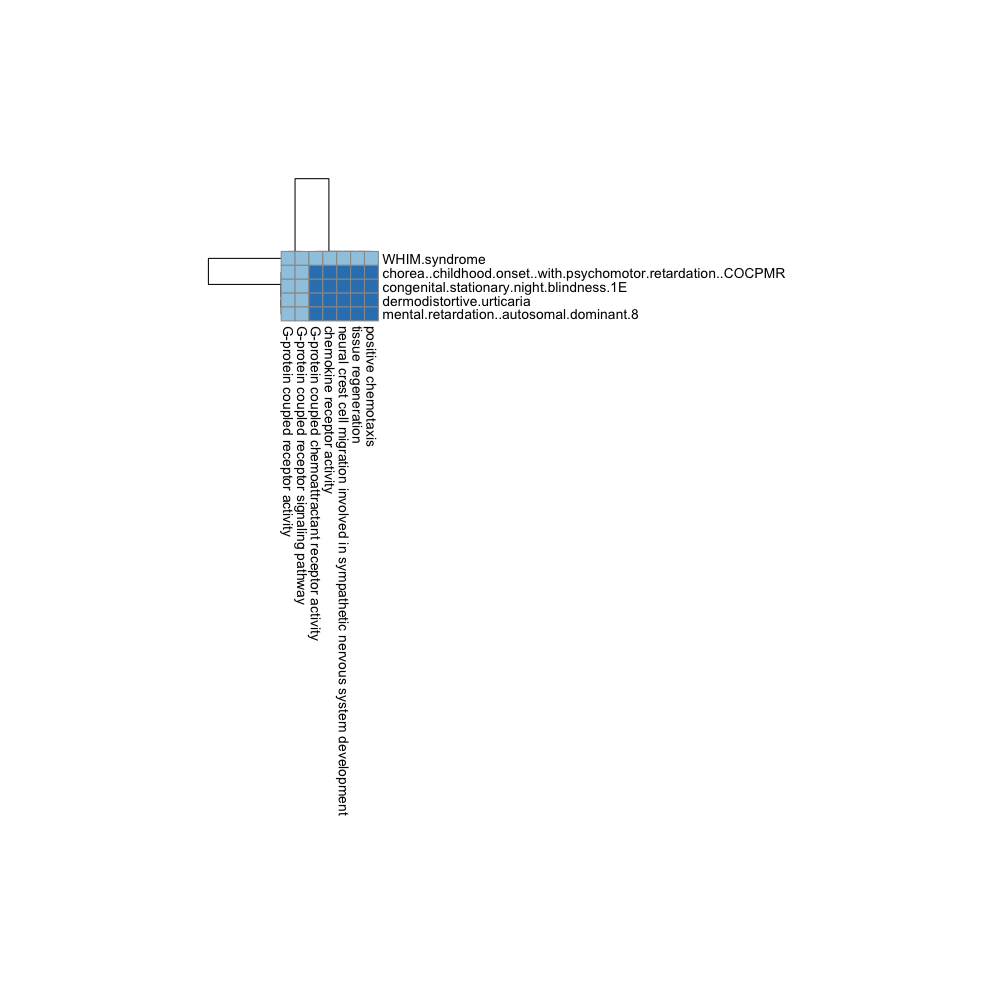 WHIM.syndrome
chorea..childhood.onset..with.psychomotor.retardation..COCPMR
congenital.stationary.night.blindness.1E
dermodistortive.urticaria
mental.retardation..autosomal.dominant.8
G-protein coupled receptor activity
G-protein coupled receptor signaling pathway
G-protein coupled chemoattractant receptor activity
chemokine receptor activity
neural crest cell migration involved in sympathetic nervous system development
tissue regeneration
positive chemotaxis